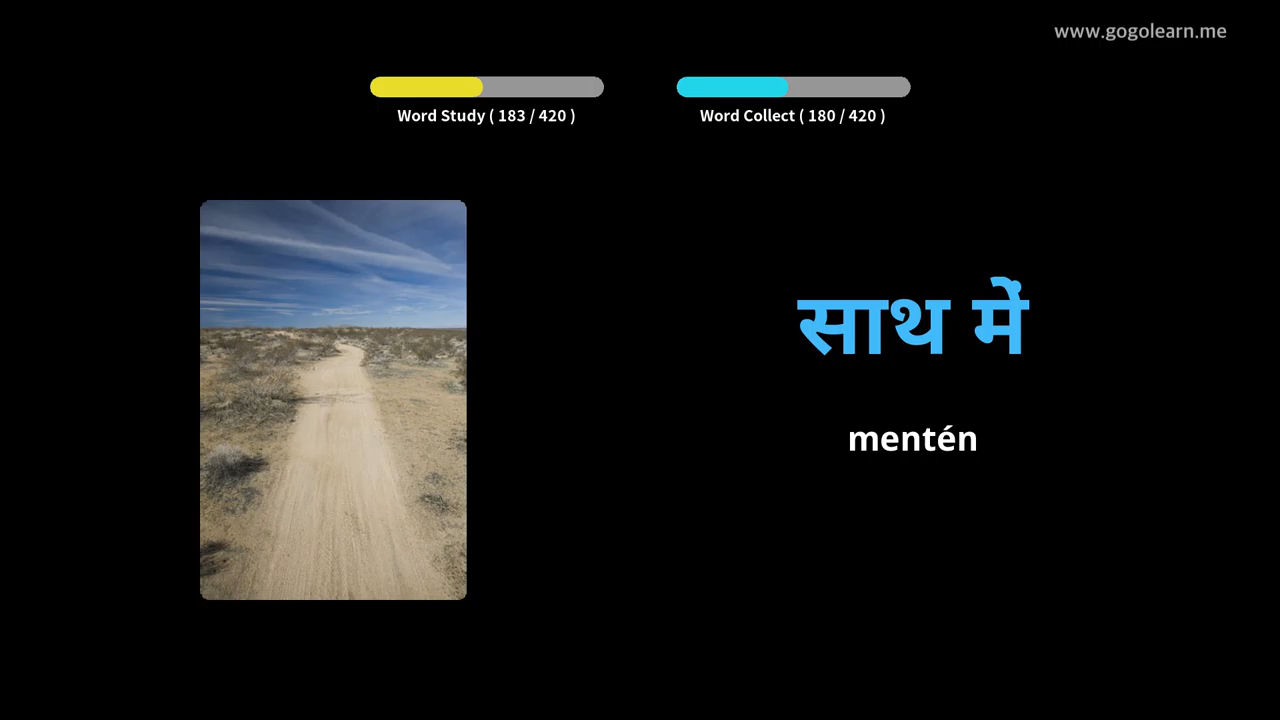 www.gogolearn.me
Word Study ( 183 / 420 )
Word Collect ( 180 / 420 )
साथ में
mentén